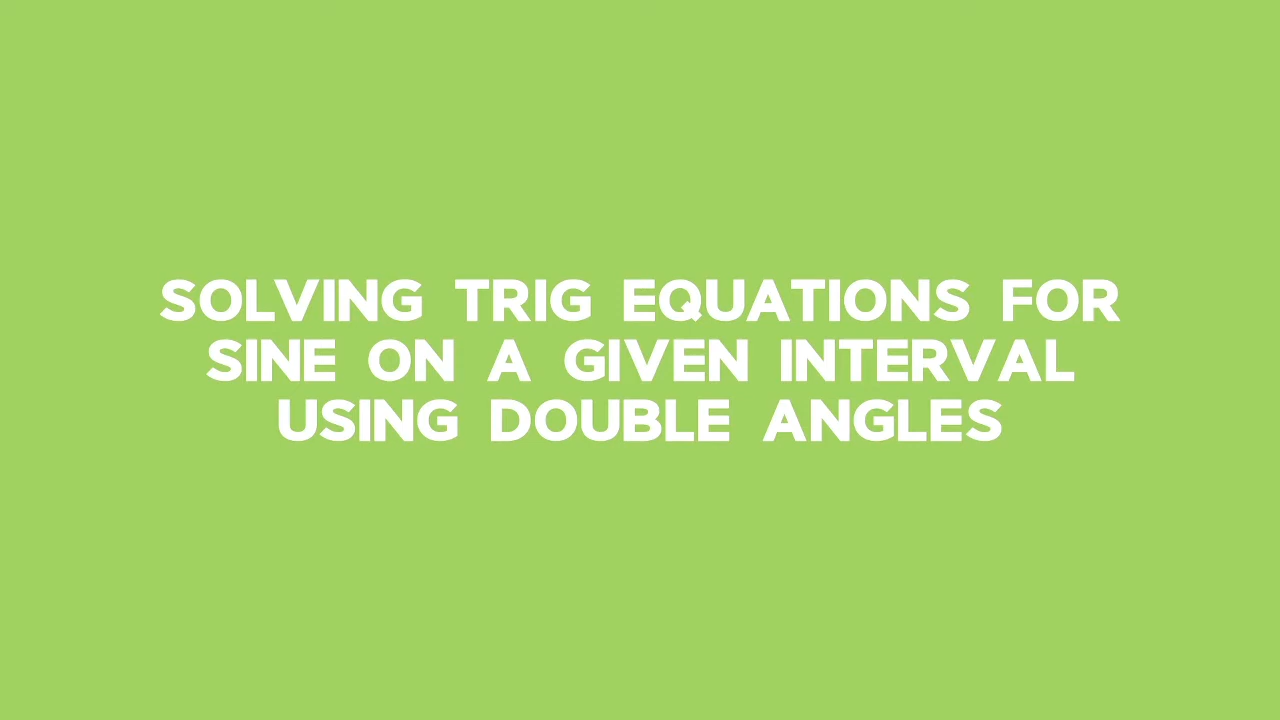 SOLVING TRIG EQUATIONS FOR
SINE ON A GIVEN INTERVAL
USING DOUBLE ANGLES